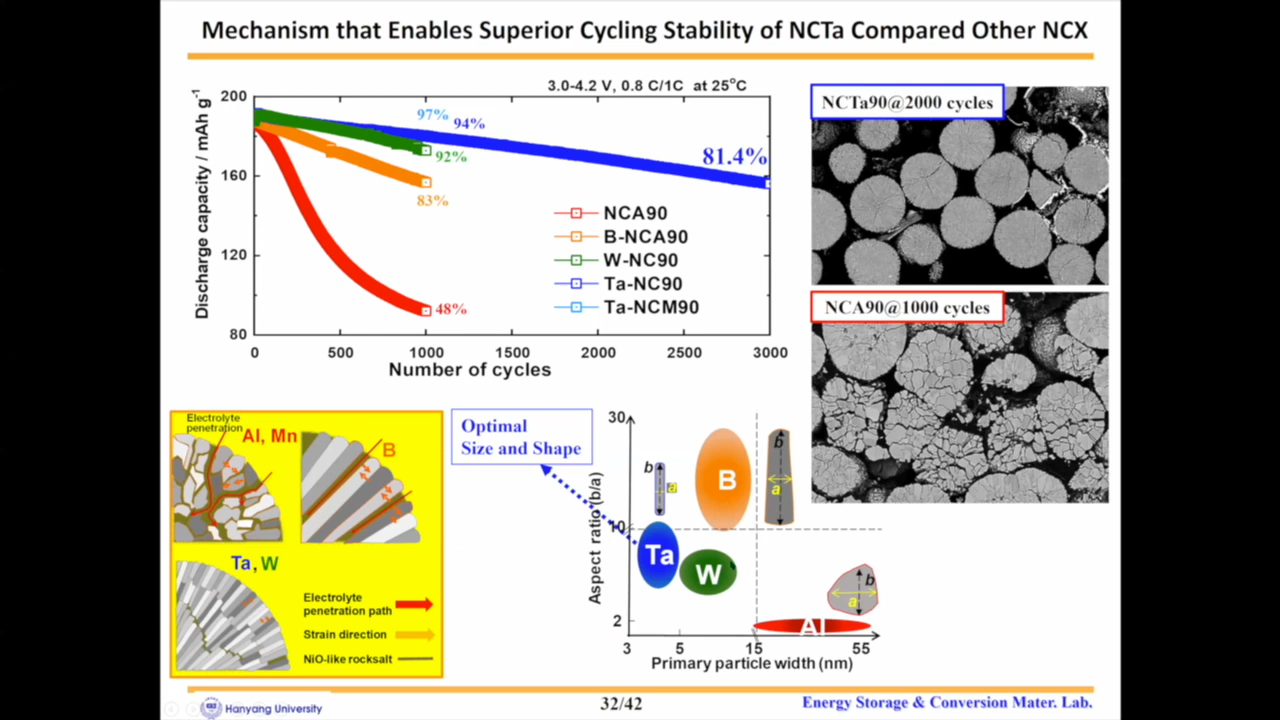 Mechanism that Enables Superior Cycling Stability of NCTa Compared Other NCX
3.0-4.2 V, 0.8 C/1C at 25°C
Discharge capacity / mAh g-1
200
160
120
80
97%
94%
92%
83%
81.4%
48%
NCA90
B-NCA90
W-NC90
Ta-NC90
Ta-NCM90
0
500
1000
1500
2000
2500
3000
Number of cycles
NCTa90@2000 cycles
NCA90@1000 cycles
Electrolyte
penetration
Al, Mn
B
Ta, W
Electrolyte
penetration path
Strain direction
NiO-like rocksalt
Optimal
Size and Shape
Aspect ratio (b/a)
30
10
2
b
a
B
b
a
Ta
W
b
a
Al
3
5
15
55
Primary particle width (nm)
Hanyang University
32/42
Energy Storage & Conversion Mater. Lab.